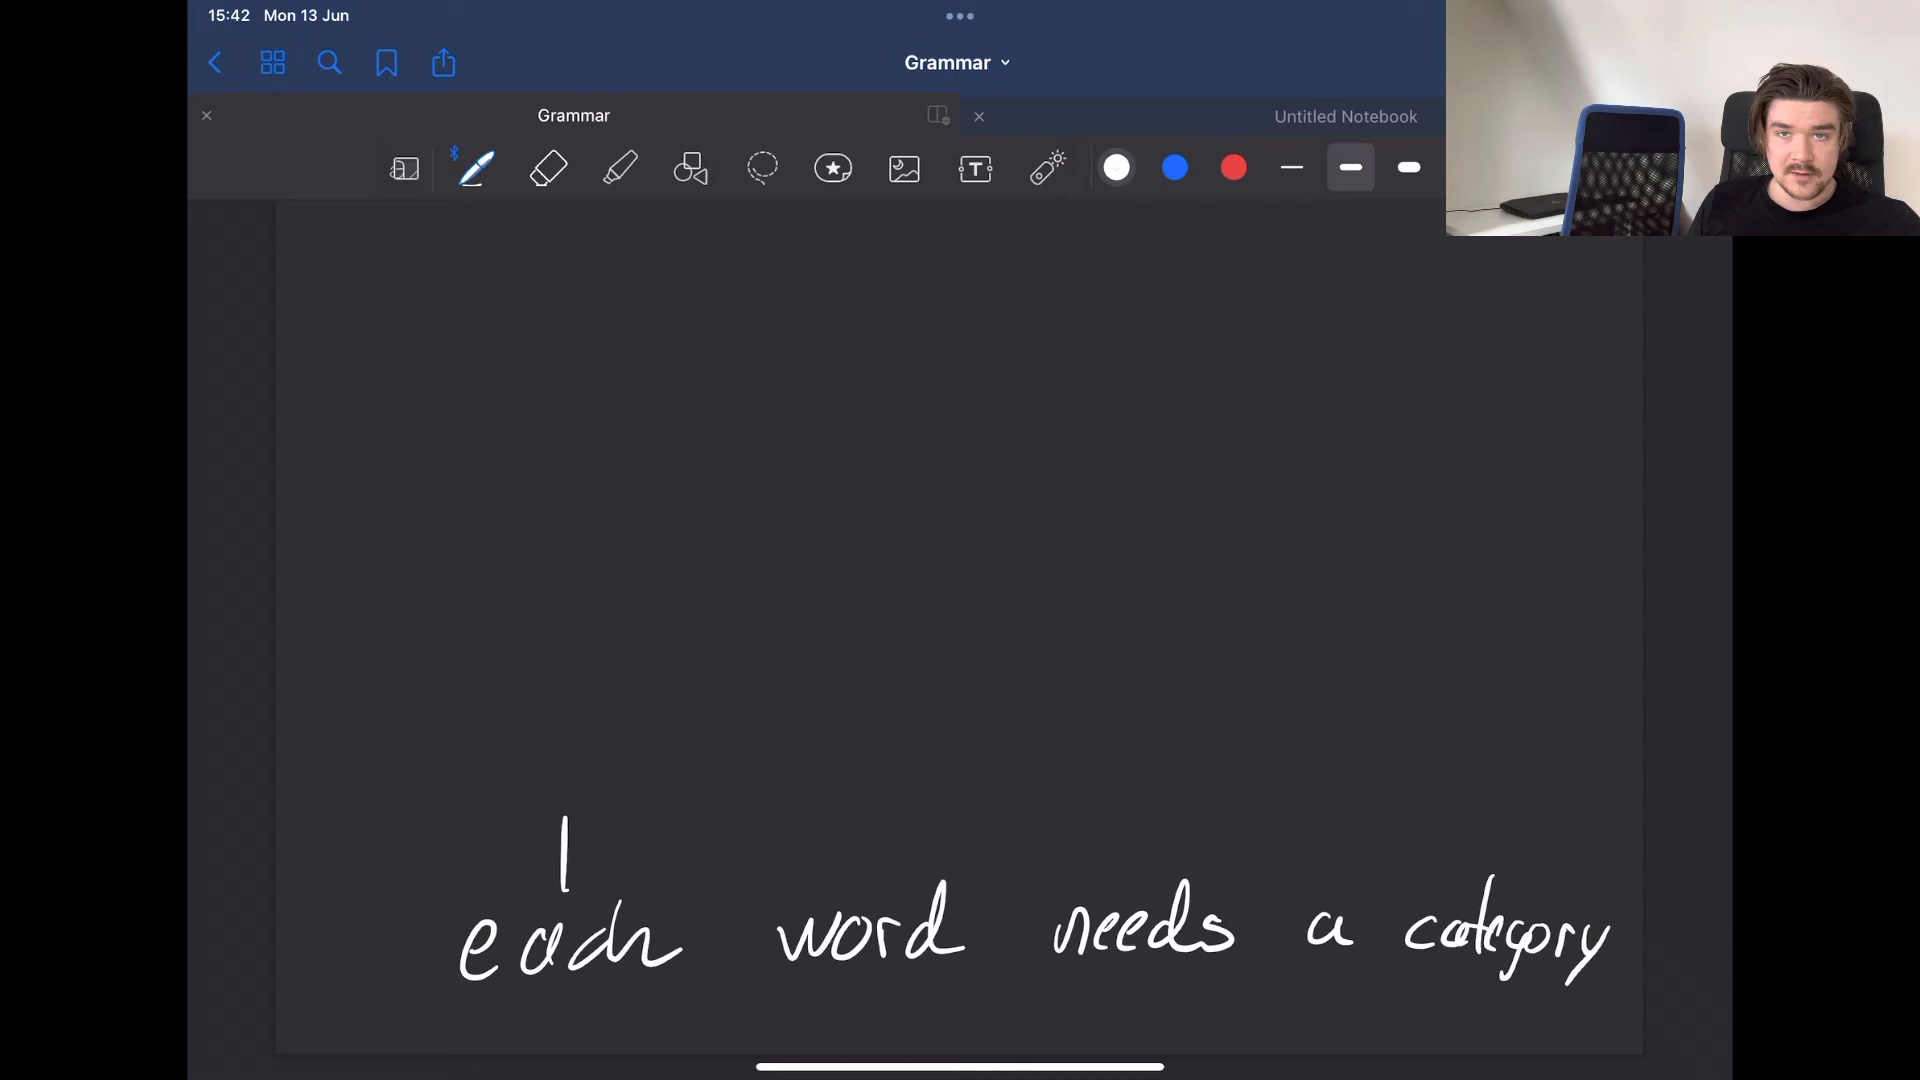 15:42 Mon 13 Jun
Grammar
Grammar
Untitled Notebook
each word needs a category